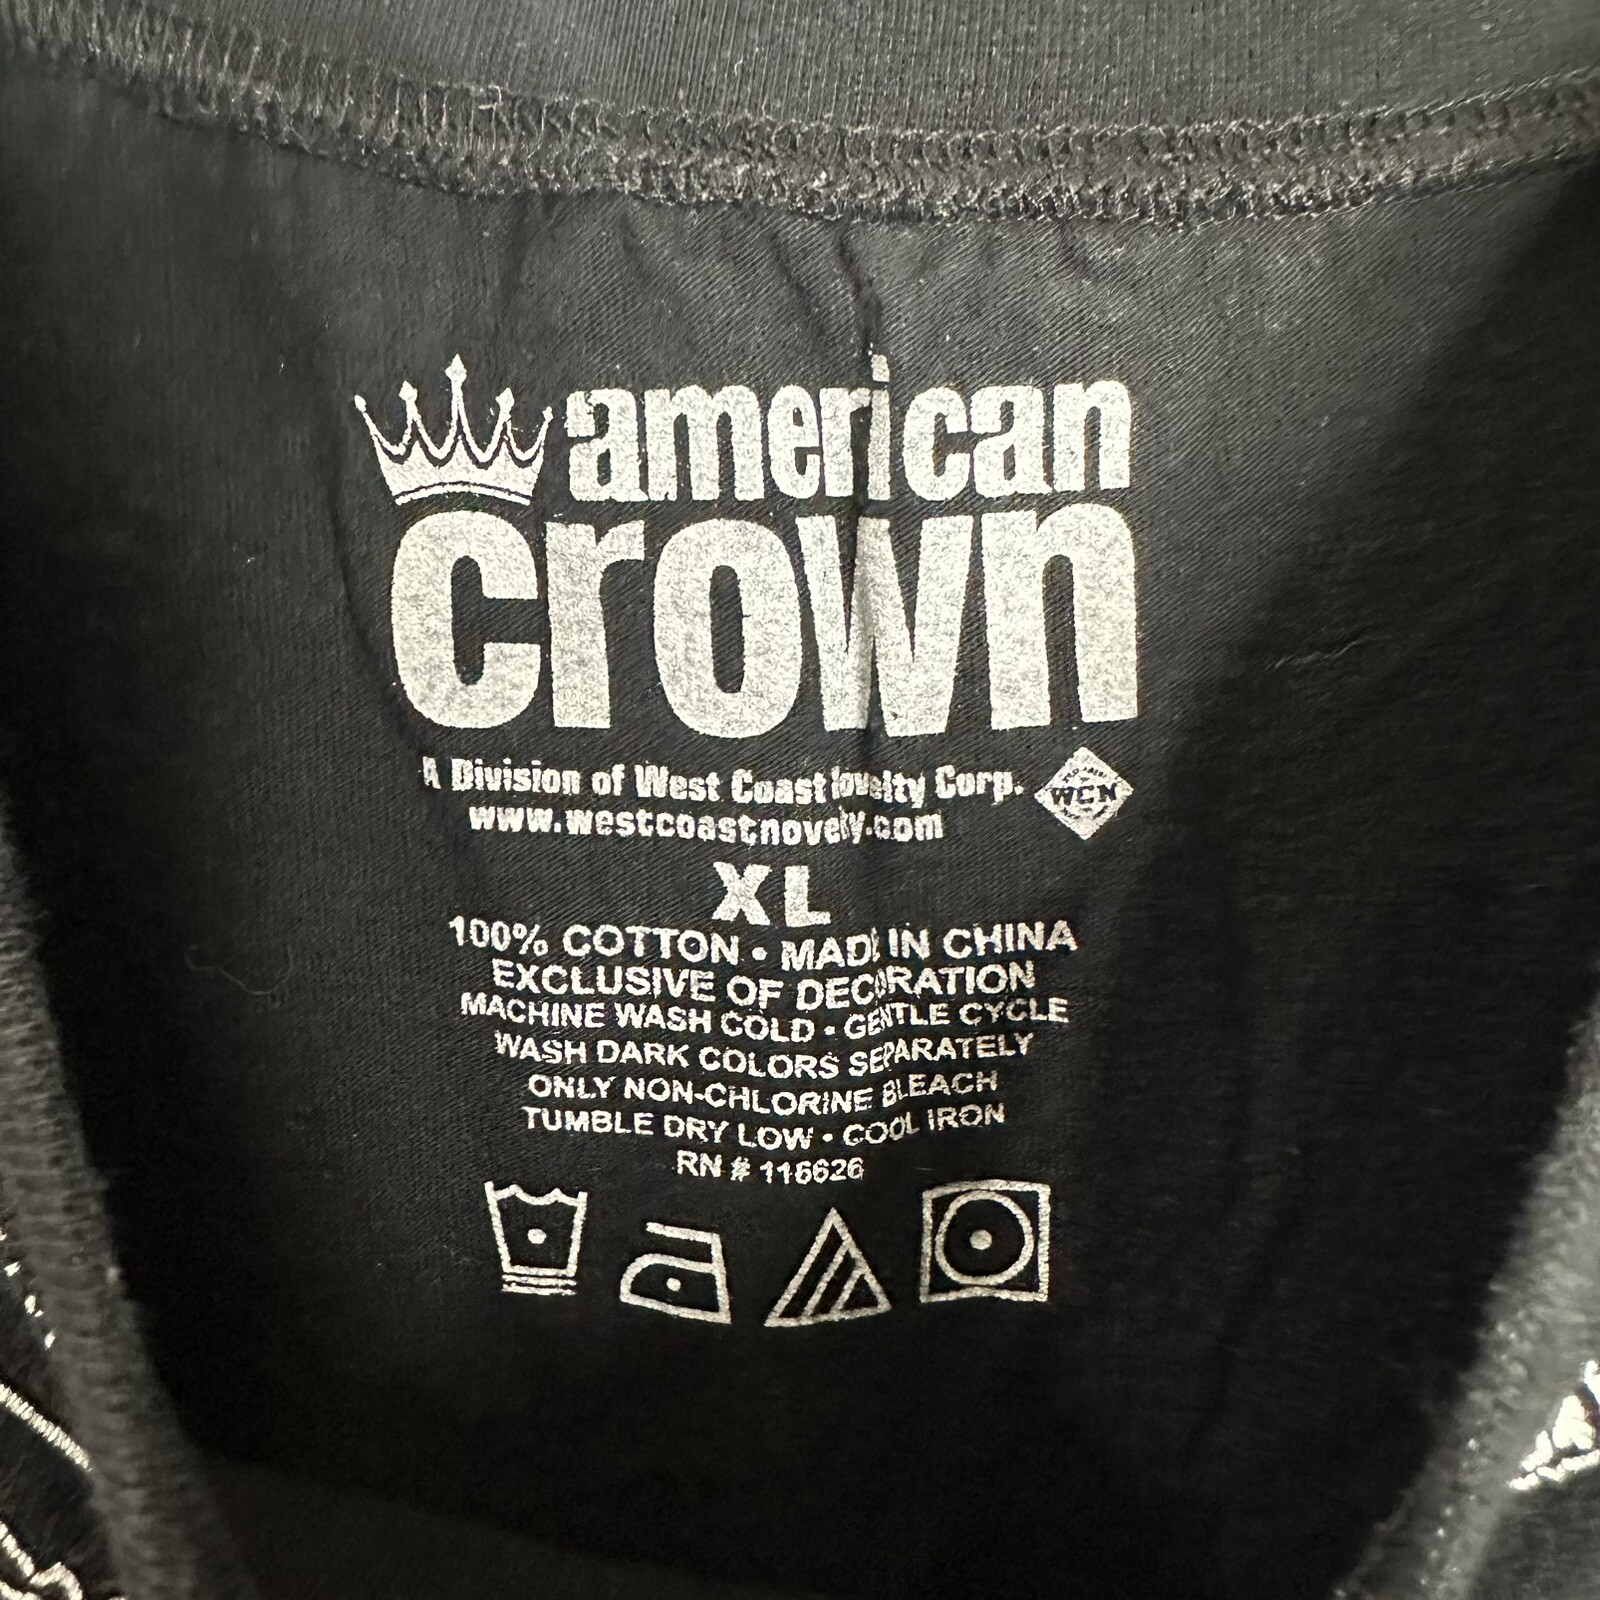 american
crown
A Division of West Coast Novelty Corp.
WCN
www.westcoastnovelty.com
XL
100% COTTON • MADE IN CHINA
EXCLUSIVE OF DECORATION
MACHINE WASH COLD • GENTLE CYCLE
WASH DARK COLORS SEPARATELY
ONLY NON-CHLORINE BLEACH
TUMBLE DRY LOW • COOL IRON
RN # 116626